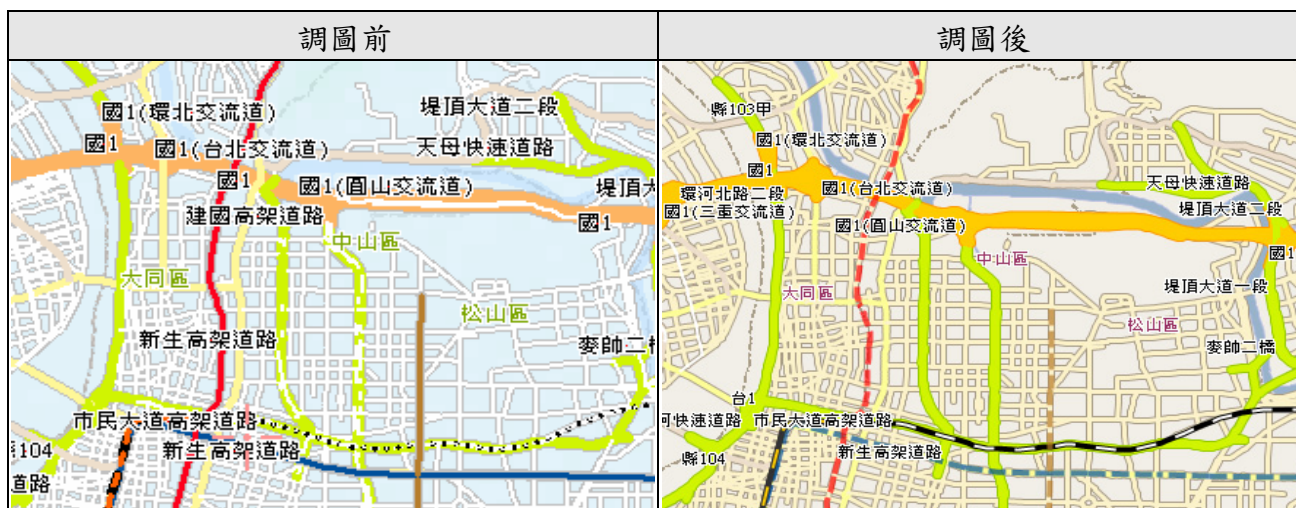 調圖前
調圖後
國1(環北交流道)
堤頂大道二段
國1
國1(台北交流道)
天母快速道路
國1
國1(圓山交流道)
堤頂大
建國高架道路
國1
中山區
大同區
松山區
新生高架道路
麥帥二橋
市民大道高架道路
新生高架道路
縣104
道路
縣103甲
國1(環北交流道)
國1
環河北路二段
國1(台北交流道)
天母快速道路
國1(三重交流道)
國1(圓山交流道)
堤頂大道二段
中山區
國1
大同區
堤頂大道一段
松山區
麥帥二橋
台1
市民大道高架道路
河快速道路
新生高架道路
縣104